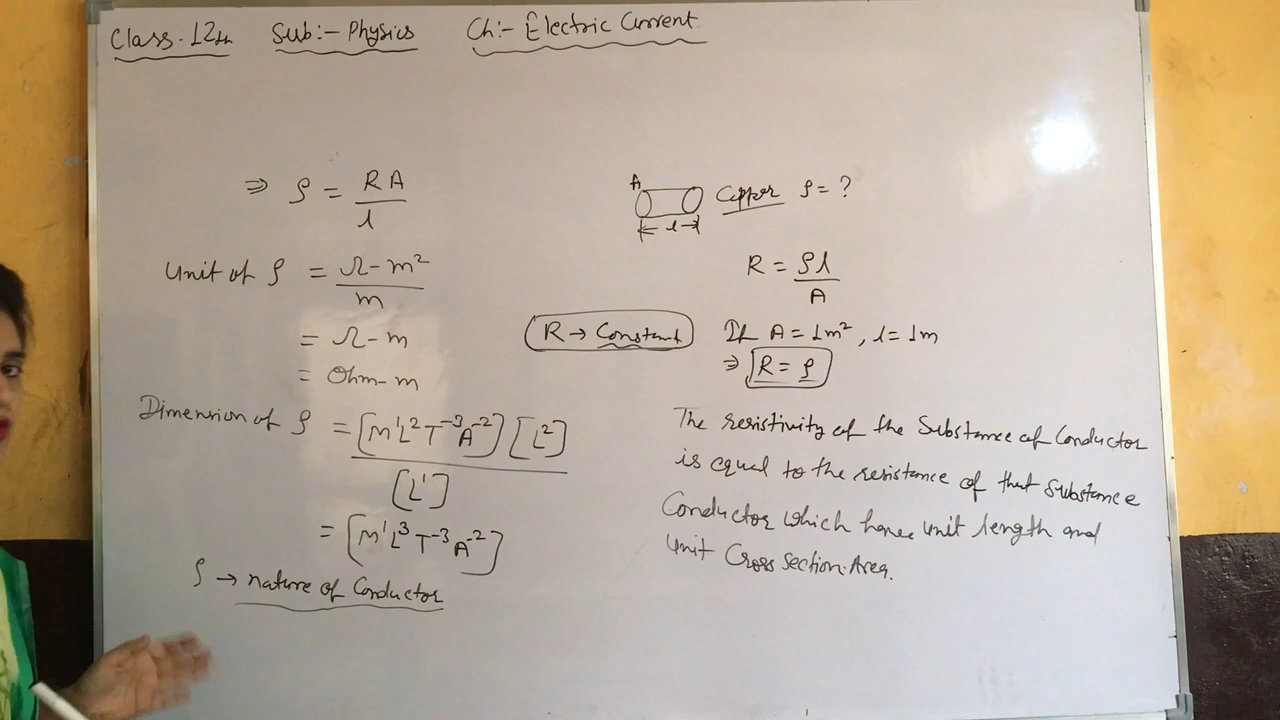 Class-12th Sub:- Physics Ch:- Electric Current
⇒ ρ = RA / l
Unit of ρ = Ω-m² / m
= Ω-m
= Ohm-m
Dimension of ρ = [M¹L²T⁻³A⁻²] [L²] / [L¹]
= [M¹L³T⁻³A⁻²]
ρ → nature of Conductor
A Copper ρ = ?
l
R = ρl / A
R → Constant
If A = 1m², l = 1m
⇒ R = ρ
The resistivity of the Substance of Conductor
is equal to the resistance of that substance
Conductor which have unit length and
Unit Cross section Area.